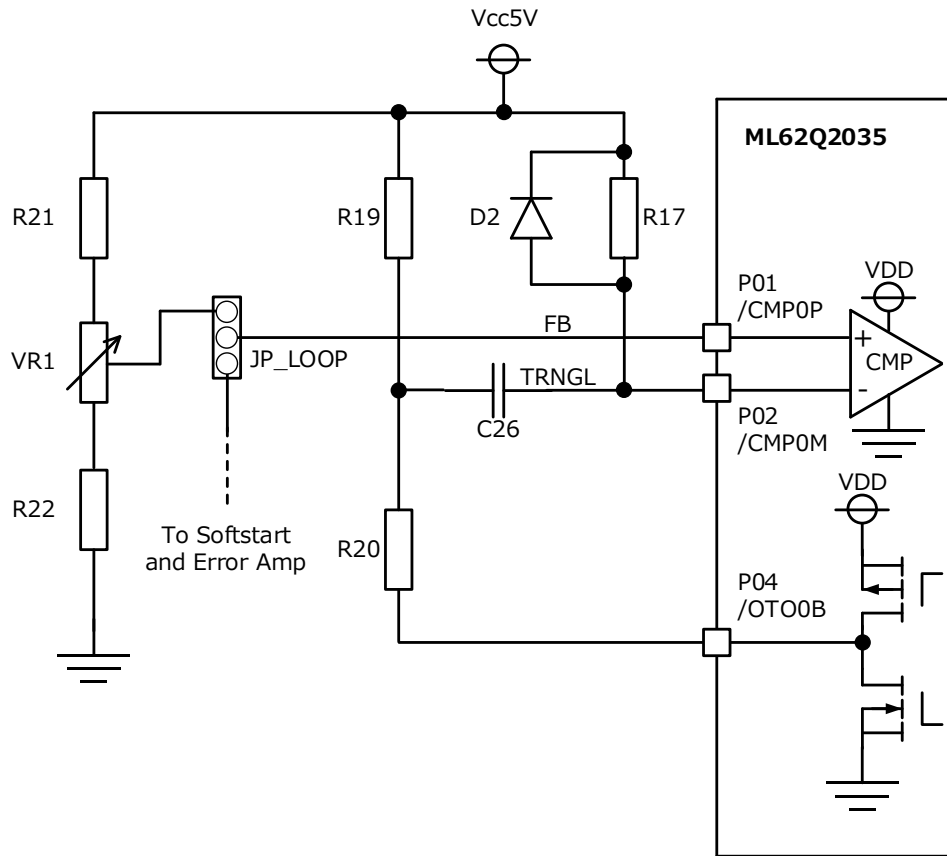 Vcc5V
ML62Q2035
R21
R19
D2
R17
P01
/CMP0P
VDD
FB
+
CMP
VR1
JP_LOOP
TRNGL
-
C26
P02
/CMP0M
R22
VDD
To Softstart
and Error Amp
R20
P04
/OTO0B